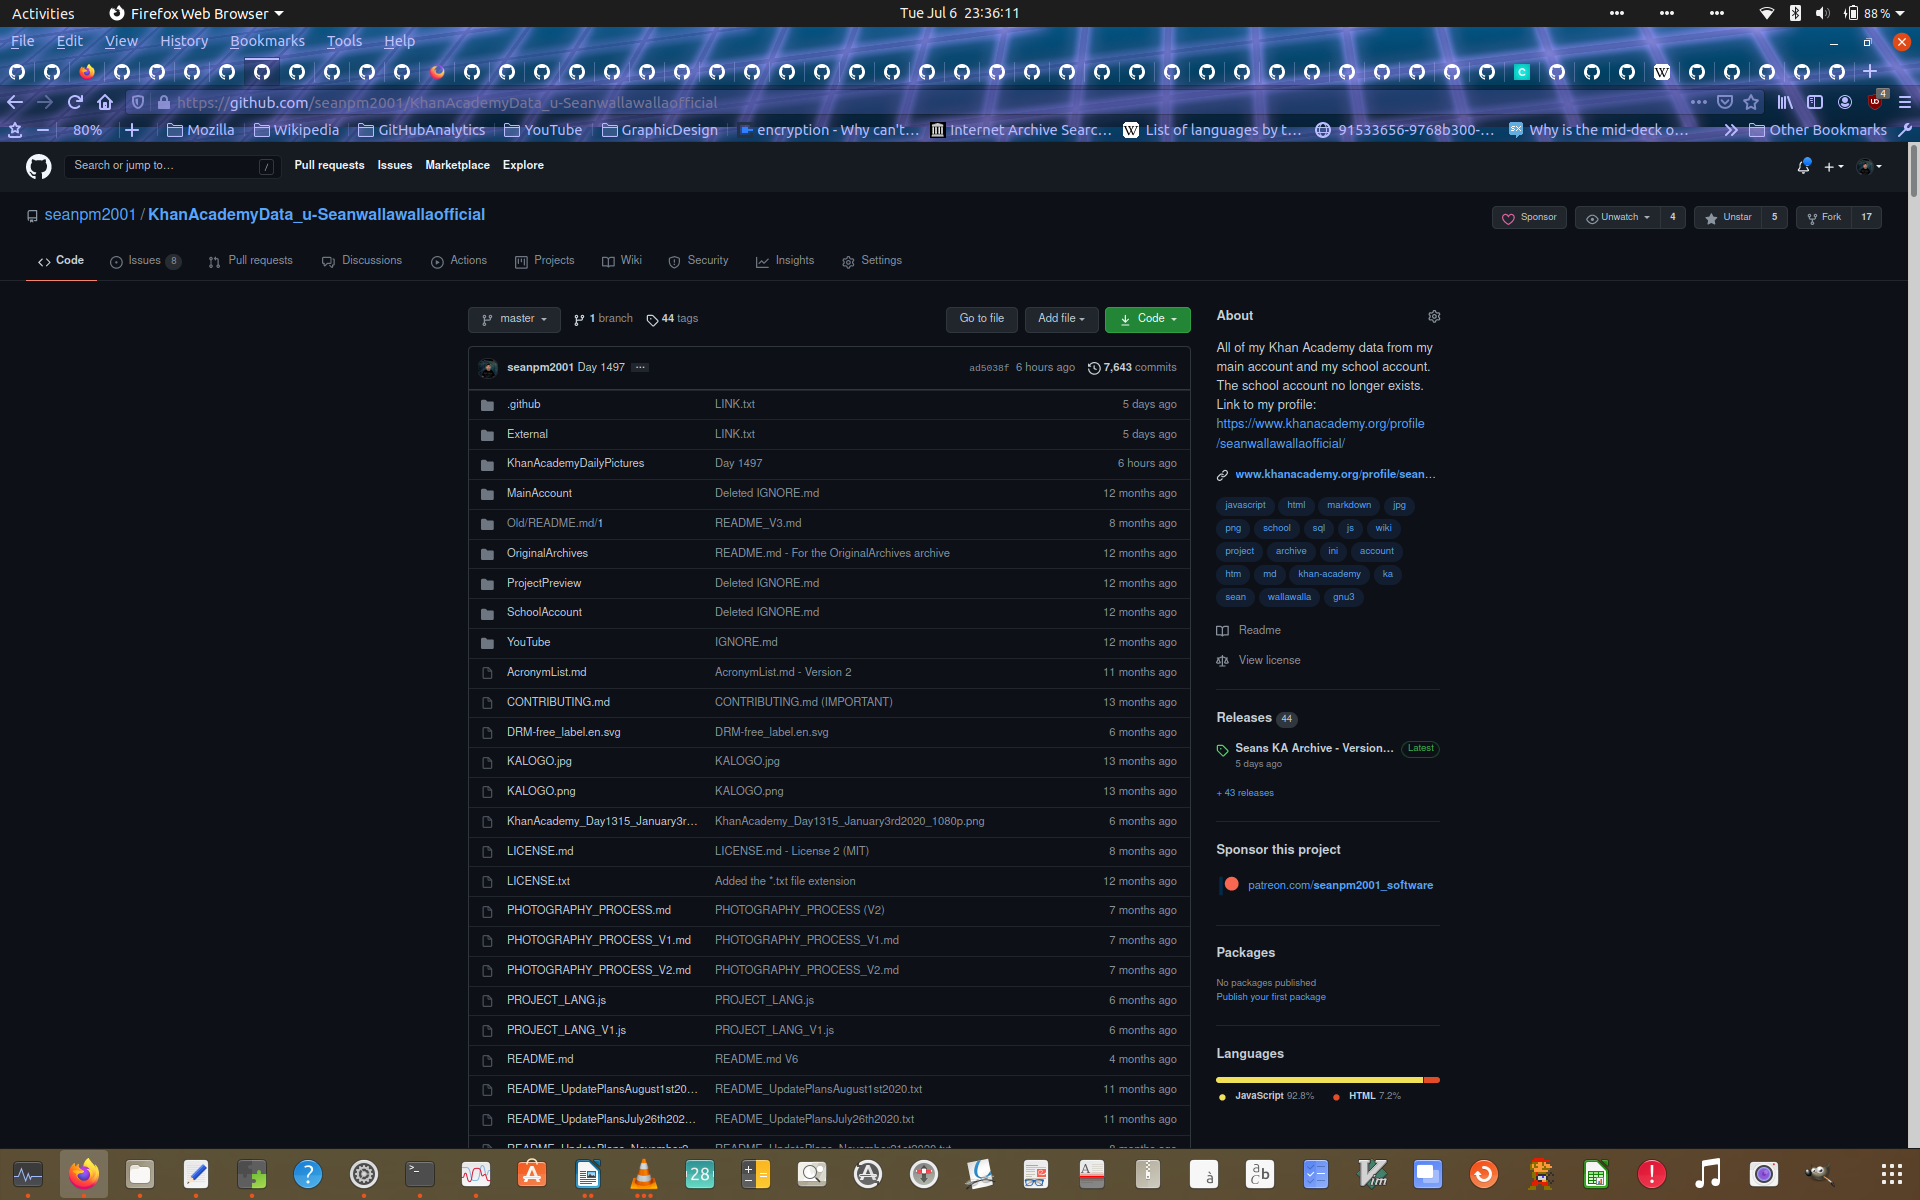 Activities Firefox Web Browser Tue Jul 6 23:36:11 88 %
File Edit View History Bookmarks Tools Help
https://github.com/seanpm2001/KhanAcademyData_u-Seanwallawallaofficial 4
80% Mozilla Wikipedia GitHubAnalytics YouTube GraphicDesign encryption - Why can't… Internet Archive Searc… List of languages by t… 91533656-9768b300-… Why is the mid-deck o… Other Bookmarks
Search or jump to… / Pull requests Issues Marketplace Explore
seanpm2001 / KhanAcademyData_u-Seanwallawallaofficial Sponsor Unwatch 4 Unstar 5 Fork 17
Code Issues 8 Pull requests Discussions Actions Projects Wiki Security Insights Settings
master 1 branch 44 tags Go to file Add file Code
seanpm2001 Day 1497 ... ad5038f 6 hours ago 7,643 commits
.github LINK.txt 5 days ago
External LINK.txt 5 days ago
KhanAcademyDailyPictures Day 1497 6 hours ago
MainAccount Deleted IGNORE.md 12 months ago
Old/README.md/1 README_V3.md 8 months ago
OriginalArchives README.md - For the OriginalArchives archive 12 months ago
ProjectPreview Deleted IGNORE.md 12 months ago
SchoolAccount Deleted IGNORE.md 12 months ago
YouTube IGNORE.md 12 months ago
AcronymList.md AcronymList.md - Version 2 11 months ago
CONTRIBUTING.md CONTRIBUTING.md (IMPORTANT) 13 months ago
DRM-free_label.en.svg DRM-free_label.en.svg 6 months ago
KALOGO.jpg KALOGO.jpg 13 months ago
KALOGO.png KALOGO.png 13 months ago
KhanAcademy_Day1315_January3r… KhanAcademy_Day1315_January3rd2020_1080p.png 6 months ago
LICENSE.md LICENSE.md - License 2 (MIT) 8 months ago
LICENSE.txt Added the *.txt file extension 12 months ago
PHOTOGRAPHY_PROCESS.md PHOTOGRAPHY_PROCESS (V2) 7 months ago
PHOTOGRAPHY_PROCESS_V1.md PHOTOGRAPHY_PROCESS_V1.md 7 months ago
PHOTOGRAPHY_PROCESS_V2.md PHOTOGRAPHY_PROCESS_V2.md 7 months ago
PROJECT_LANG.js PROJECT_LANG.js 6 months ago
PROJECT_LANG_V1.js PROJECT_LANG_V1.js 6 months ago
README.md README.md V6 4 months ago
README_UpdatePlansAugust1st20… README_UpdatePlansAugust1st2020.txt 11 months ago
README_UpdatePlansJuly26th202… README_UpdatePlansJuly26th2020.txt 11 months ago
About
All of my Khan Academy data from my
main account and my school account.
The school account no longer exists.
Link to my profile:
https://www.khanacademy.org/profile
/seanwallawallaofficial/
www.khanacademy.org/profile/sean…
javascript html markdown jpg
png school sql js wiki
project archive ini account
htm md khan-academy ka
sean wallawalla gnu3
Readme
View license
Releases 44
Seans KA Archive - Version… Latest
5 days ago
+ 43 releases
Sponsor this project
patreon.com/seanpm2001_software
Packages
No packages published
Publish your first package
Languages
JavaScript 92.8% HTML 7.2%
28